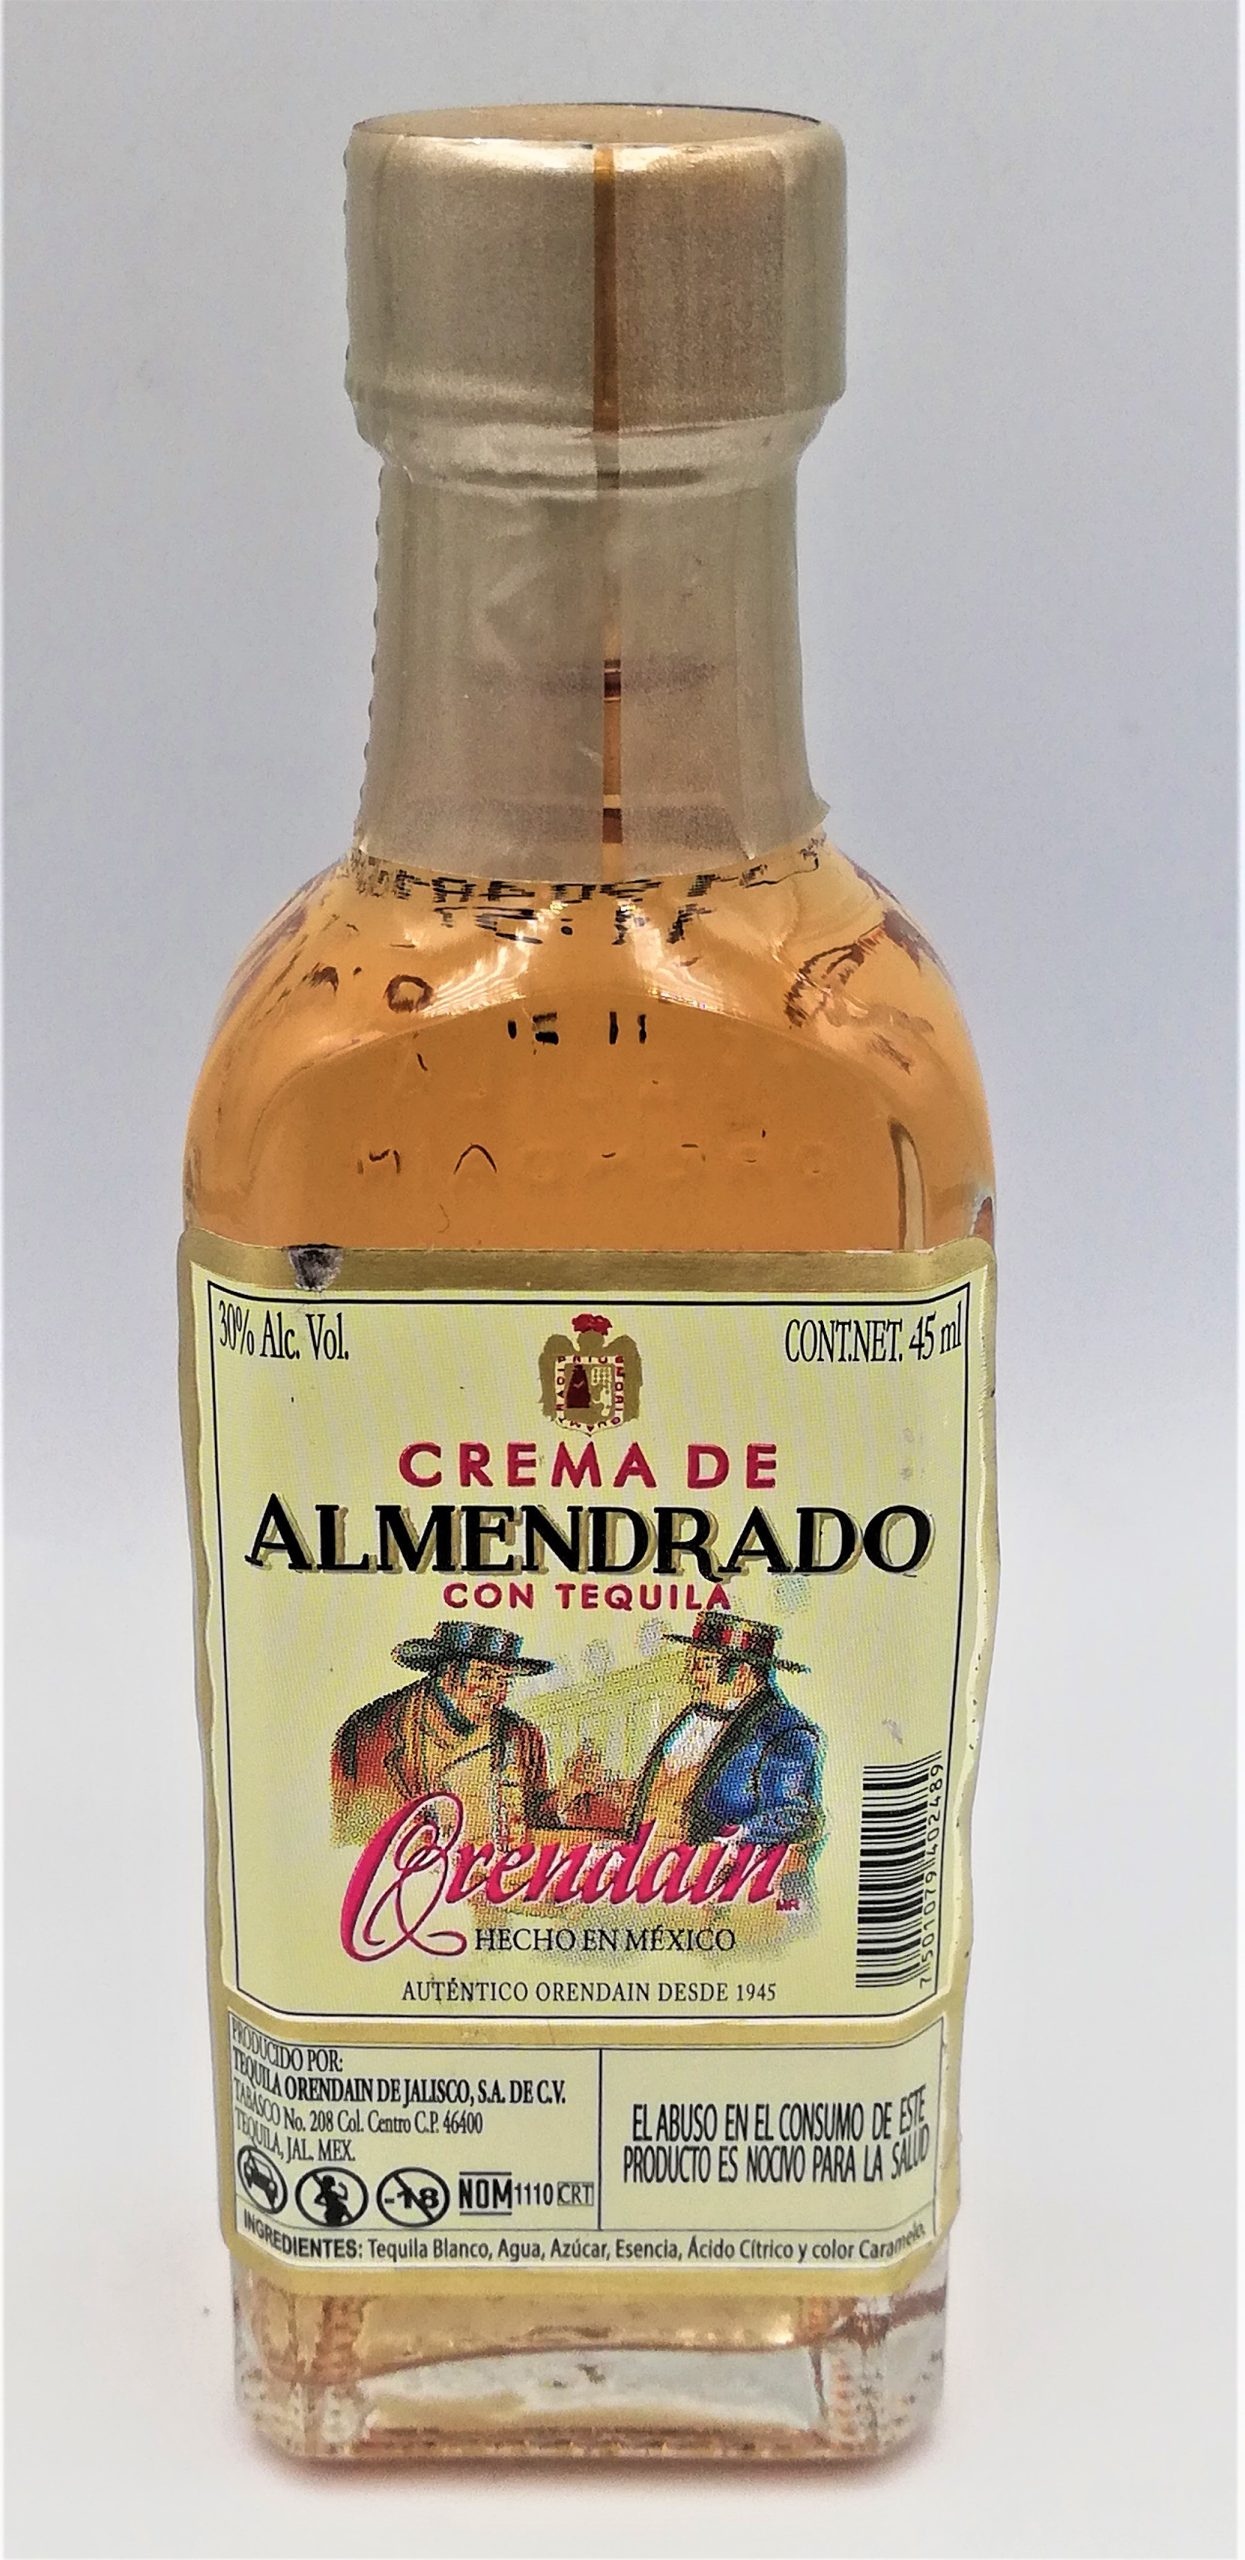 30% Alc. Vol.
CONT.NET. 45 ml
CREMA DE
ALMENDRADO
CON TEQUILA
Orendain MR
HECHO EN MÉXICO
AUTÉNTICO ORENDAIN DESDE 1945
7 501079 402489
PRODUCIDO POR:
TEQUILA ORENDAIN DE JALISCO, S.A. DE C.V.
TABASCO No. 208 Col. Centro C.P. 46400
TEQUILA, JAL. MEX.
-18 NOM 1110 CRT
EL ABUSO EN EL CONSUMO DE ESTE
PRODUCTO ES NOCIVO PARA LA SALUD
INGREDIENTES: Tequila Blanco, Agua, Azúcar, Esencia, Ácido Cítrico y color Caramelo.